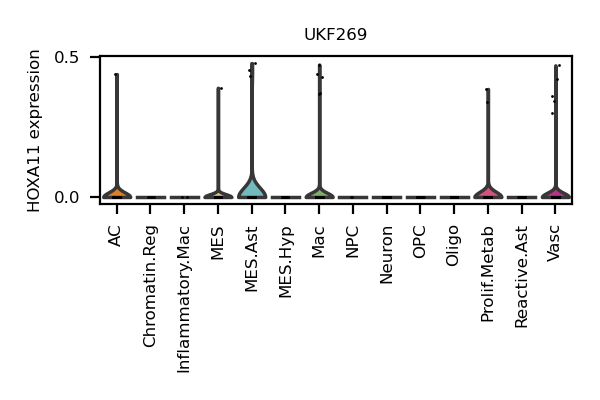 UKF269
HOXA11 expression
0.5
0.0
AC
Chromatin.Reg
Inflammatory.Mac
MES
MES.Ast
MES.Hyp
Mac
NPC
Neuron
OPC
Oligo
Prolif.Metab
Reactive.Ast
Vasc